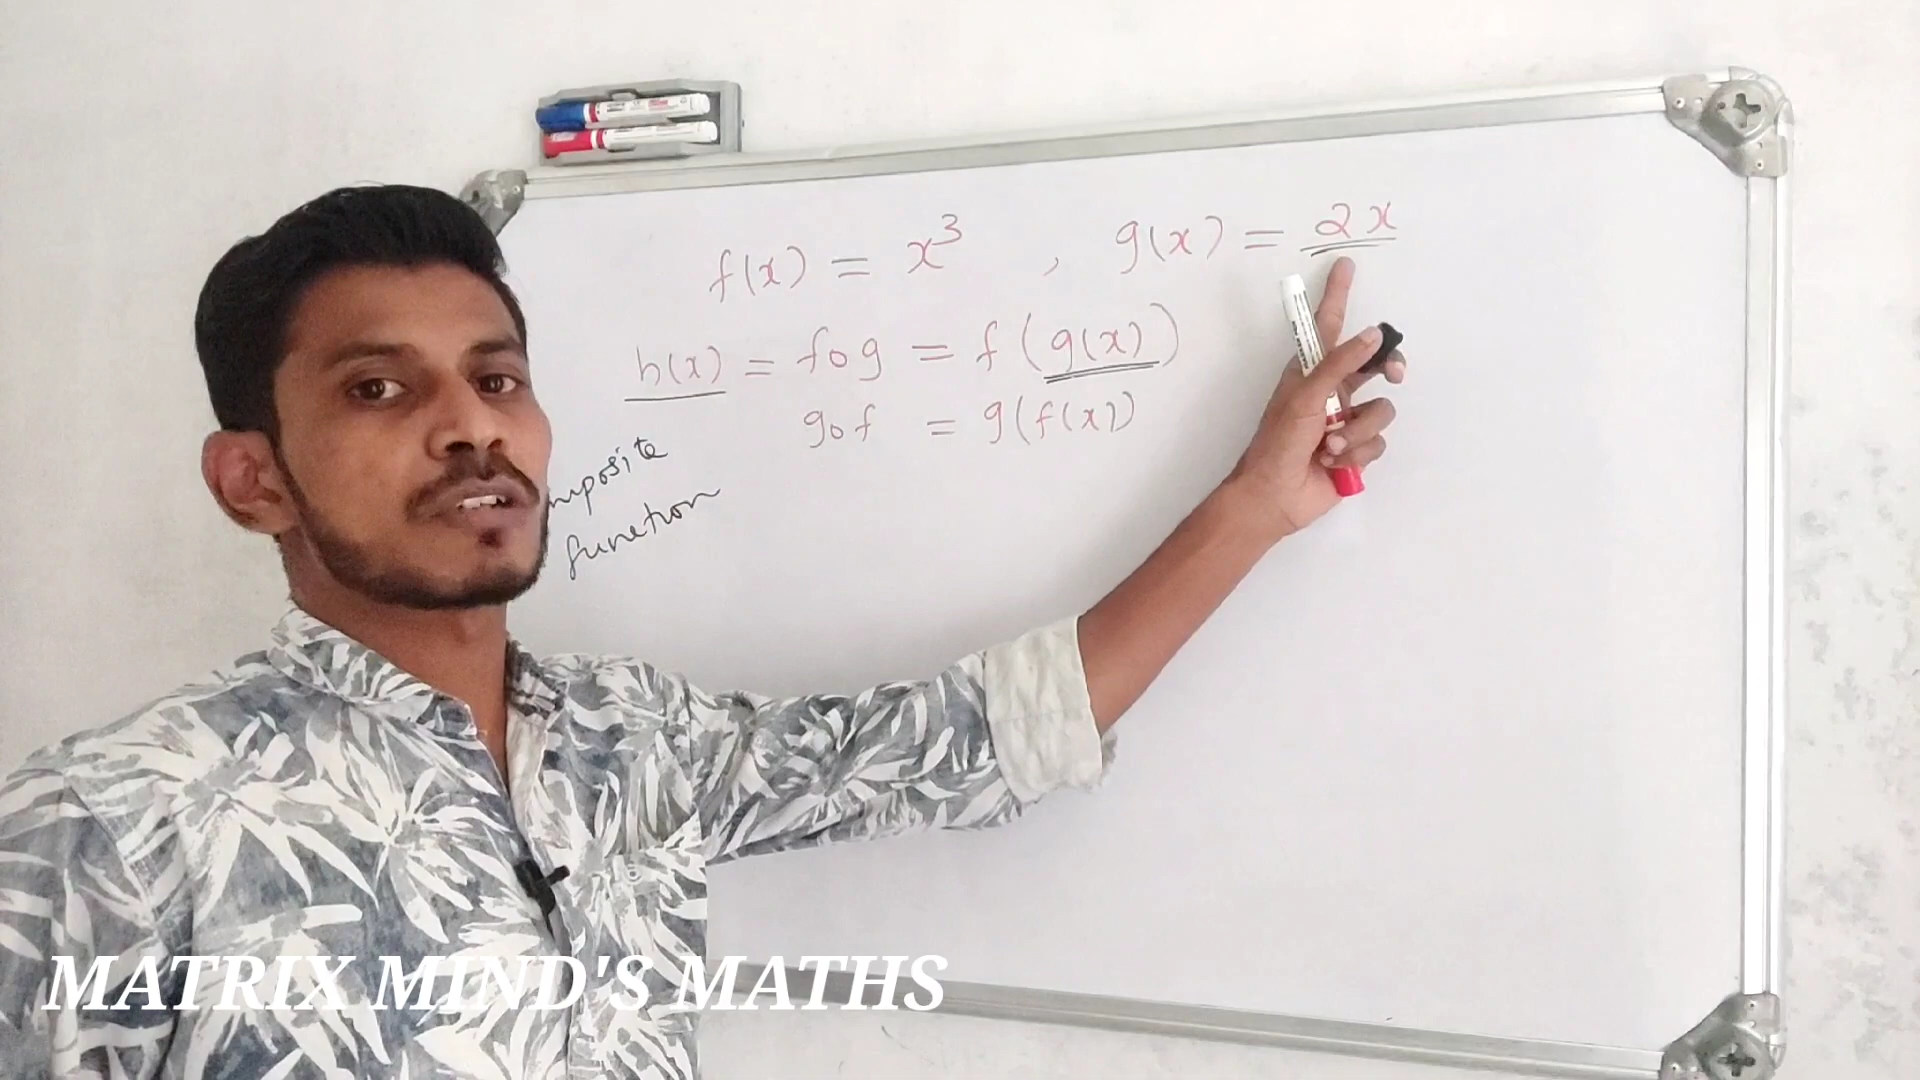 f(x) = x³ , g(x) = 2x
h(x) = fog = f(g(x))
gof = g(f(x))
mposite
function
MATRIX MIND'S MATHS